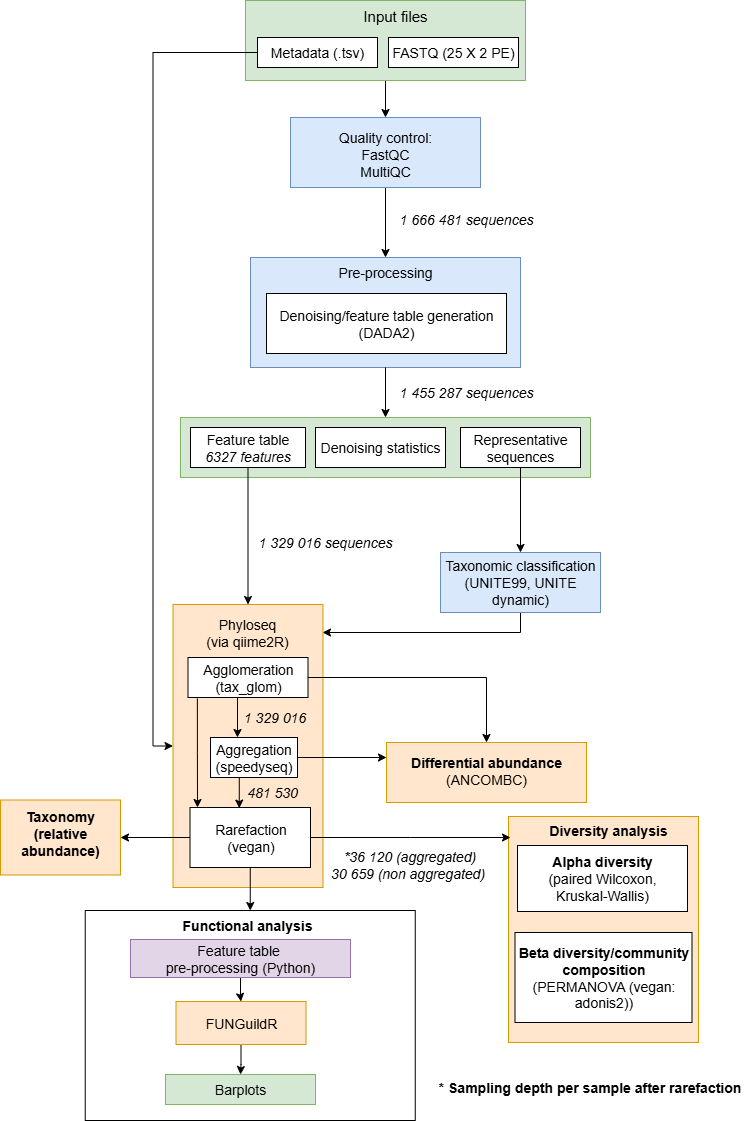 Input files
Metadata (.tsv)
FASTQ (25 X 2 PE)
Quality control:
FastQC
MultiQC
1 666 481 sequences
Pre-processing
Denoising/feature table generation
(DADA2)
1 455 287 sequences
Feature table
6327 features
Denoising statistics
Representative
sequences
1 329 016 sequences
Taxonomic classification
(UNITE99, UNITE
dynamic)
Phyloseq
(via qiime2R)
Agglomeration
(tax_glom)
1 329 016
Aggregation
(speedyseq)
481 530
Differential abundance
(ANCOMBC)
Taxonomy
(relative
abundance)
Rarefaction
(vegan)
*36 120 (aggregated)
30 659 (non aggregated)
Diversity analysis
Alpha diversity
(paired Wilcoxon,
Kruskal-Wallis)
Beta diversity/community
composition
(PERMANOVA (vegan:
adonis2))
Functional analysis
Feature table
pre-processing (Python)
FUNGuildR
Barplots
* Sampling depth per sample after rarefaction